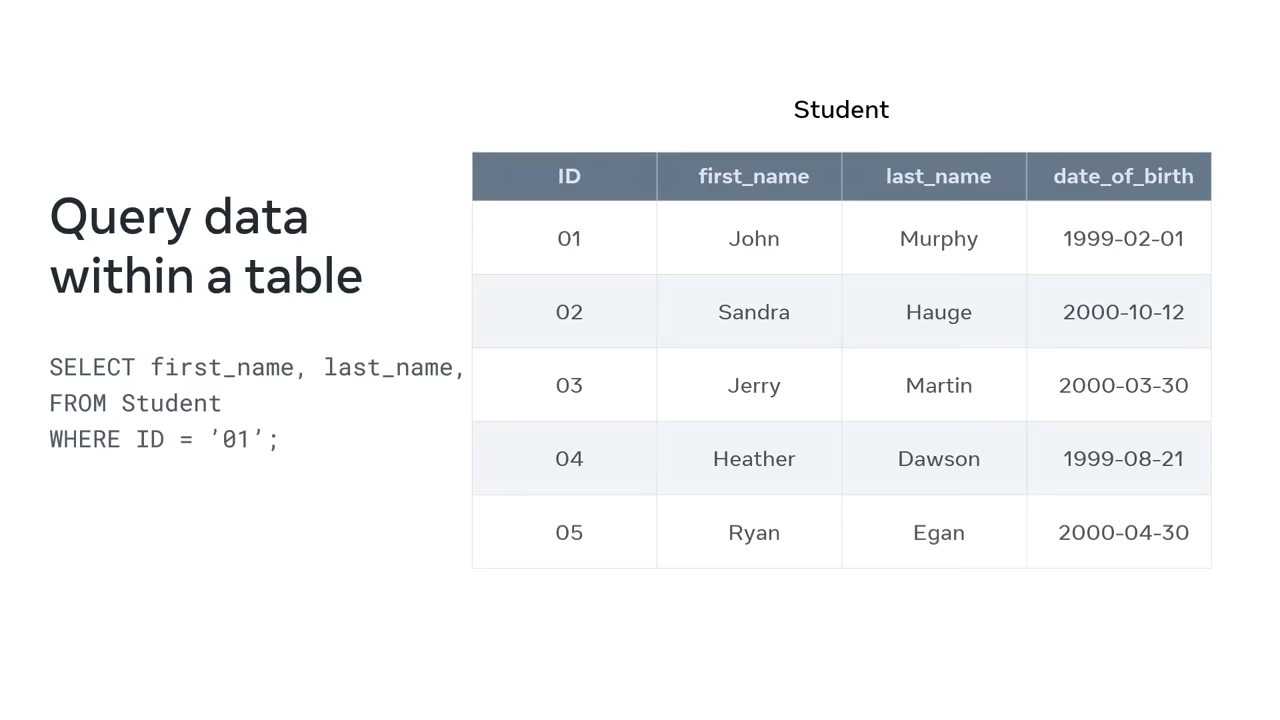 Query data
within a table
SELECT first_name, last_name,
FROM Student
WHERE ID = ’01’;
Student
ID first_name last_name date_of_birth
01 John Murphy 1999-02-01
02 Sandra Hauge 2000-10-12
03 Jerry Martin 2000-03-30
04 Heather Dawson 1999-08-21
05 Ryan Egan 2000-04-30